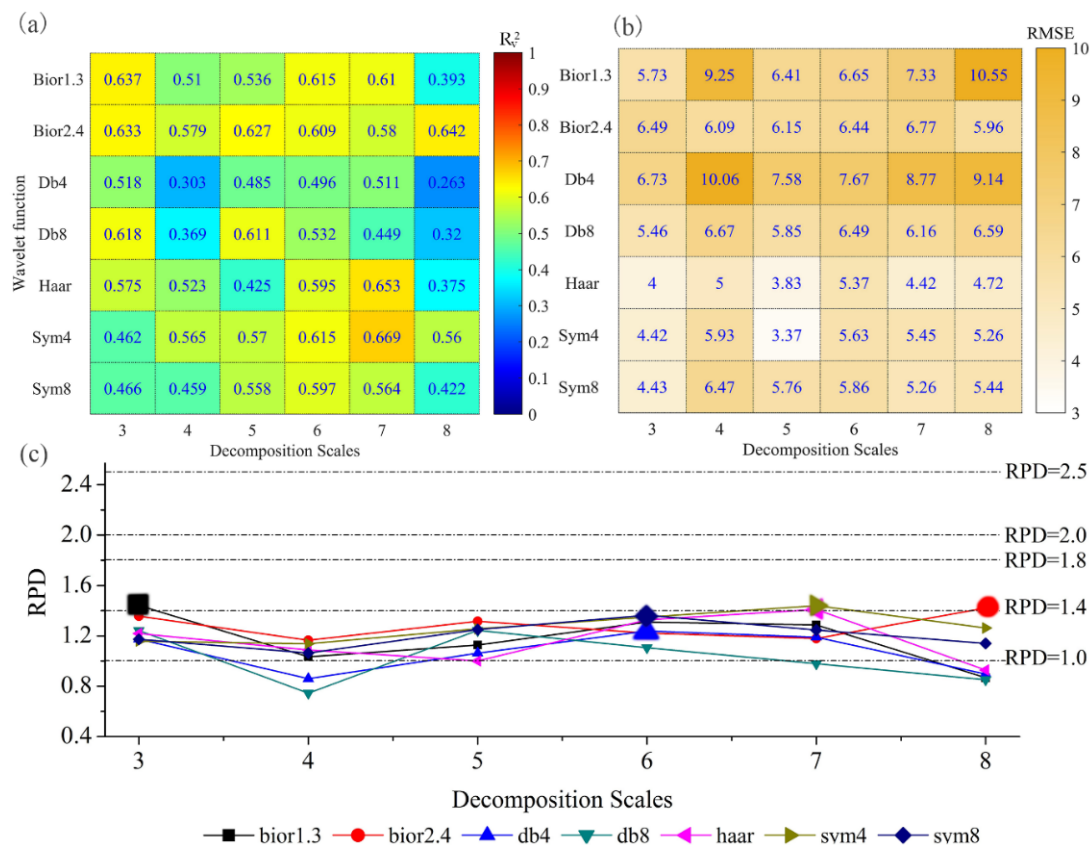 (a)
R_v^2
Wavelet function
Bior1.3 0.637 0.51 0.536 0.615 0.61 0.393
Bior2.4 0.633 0.579 0.627 0.609 0.58 0.642
Db4 0.518 0.303 0.485 0.496 0.511 0.263
Db8 0.618 0.369 0.611 0.532 0.449 0.32
Haar 0.575 0.523 0.425 0.595 0.653 0.375
Sym4 0.462 0.565 0.57 0.615 0.669 0.56
Sym8 0.466 0.459 0.558 0.597 0.564 0.422
3 4 5 6 7 8
Decomposition Scales
1
0.9
0.8
0.7
0.6
0.5
0.4
0.3
0.2
0.1
0
(b)
RMSE
Bior1.3 5.73 9.25 6.41 6.65 7.33 10.55
Bior2.4 6.49 6.09 6.15 6.44 6.77 5.96
Db4 6.73 10.06 7.58 7.67 8.77 9.14
Db8 5.46 6.67 5.85 6.49 6.16 6.59
Haar 4 5 3.83 5.37 4.42 4.72
Sym4 4.42 5.93 3.37 5.63 5.45 5.26
Sym8 4.43 6.47 5.76 5.86 5.26 5.44
3 4 5 6 7 8
Decomposition Scales
10
9
8
7
6
5
4
3
(c)
RPD
2.4
2.0
1.6
1.2
0.8
0.4
RPD=2.5
RPD=2.0
RPD=1.8
RPD=1.4
RPD=1.0
3 4 5 6 7 8
Decomposition Scales
bior1.3 bior2.4 db4 db8 haar sym4 sym8